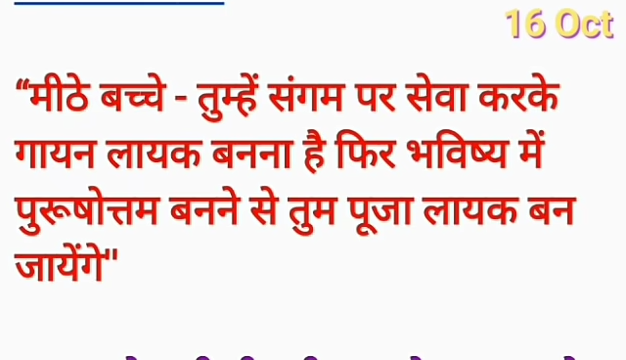 16 Oct
“मीठे बच्चे - तुम्हें संगम पर सेवा करके
गायन लायक बनना है फिर भविष्य में
पुरूषोत्तम बनने से तुम पूजा लायक बन
जायेंगे"